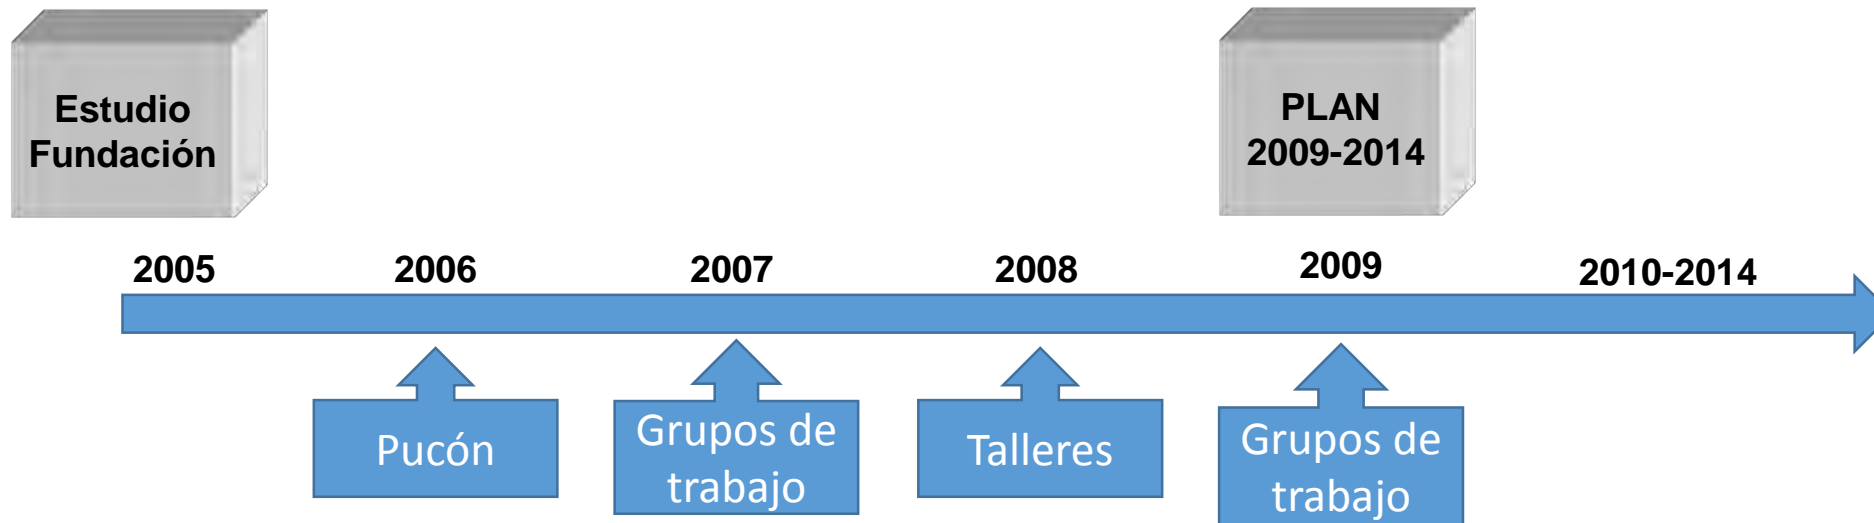 Estudio
Fundación
PLAN
2009-2014
2005
2006
2007
2008
2009
2010-2014
Pucón
Grupos de
trabajo
Talleres
Grupos de
trabajo